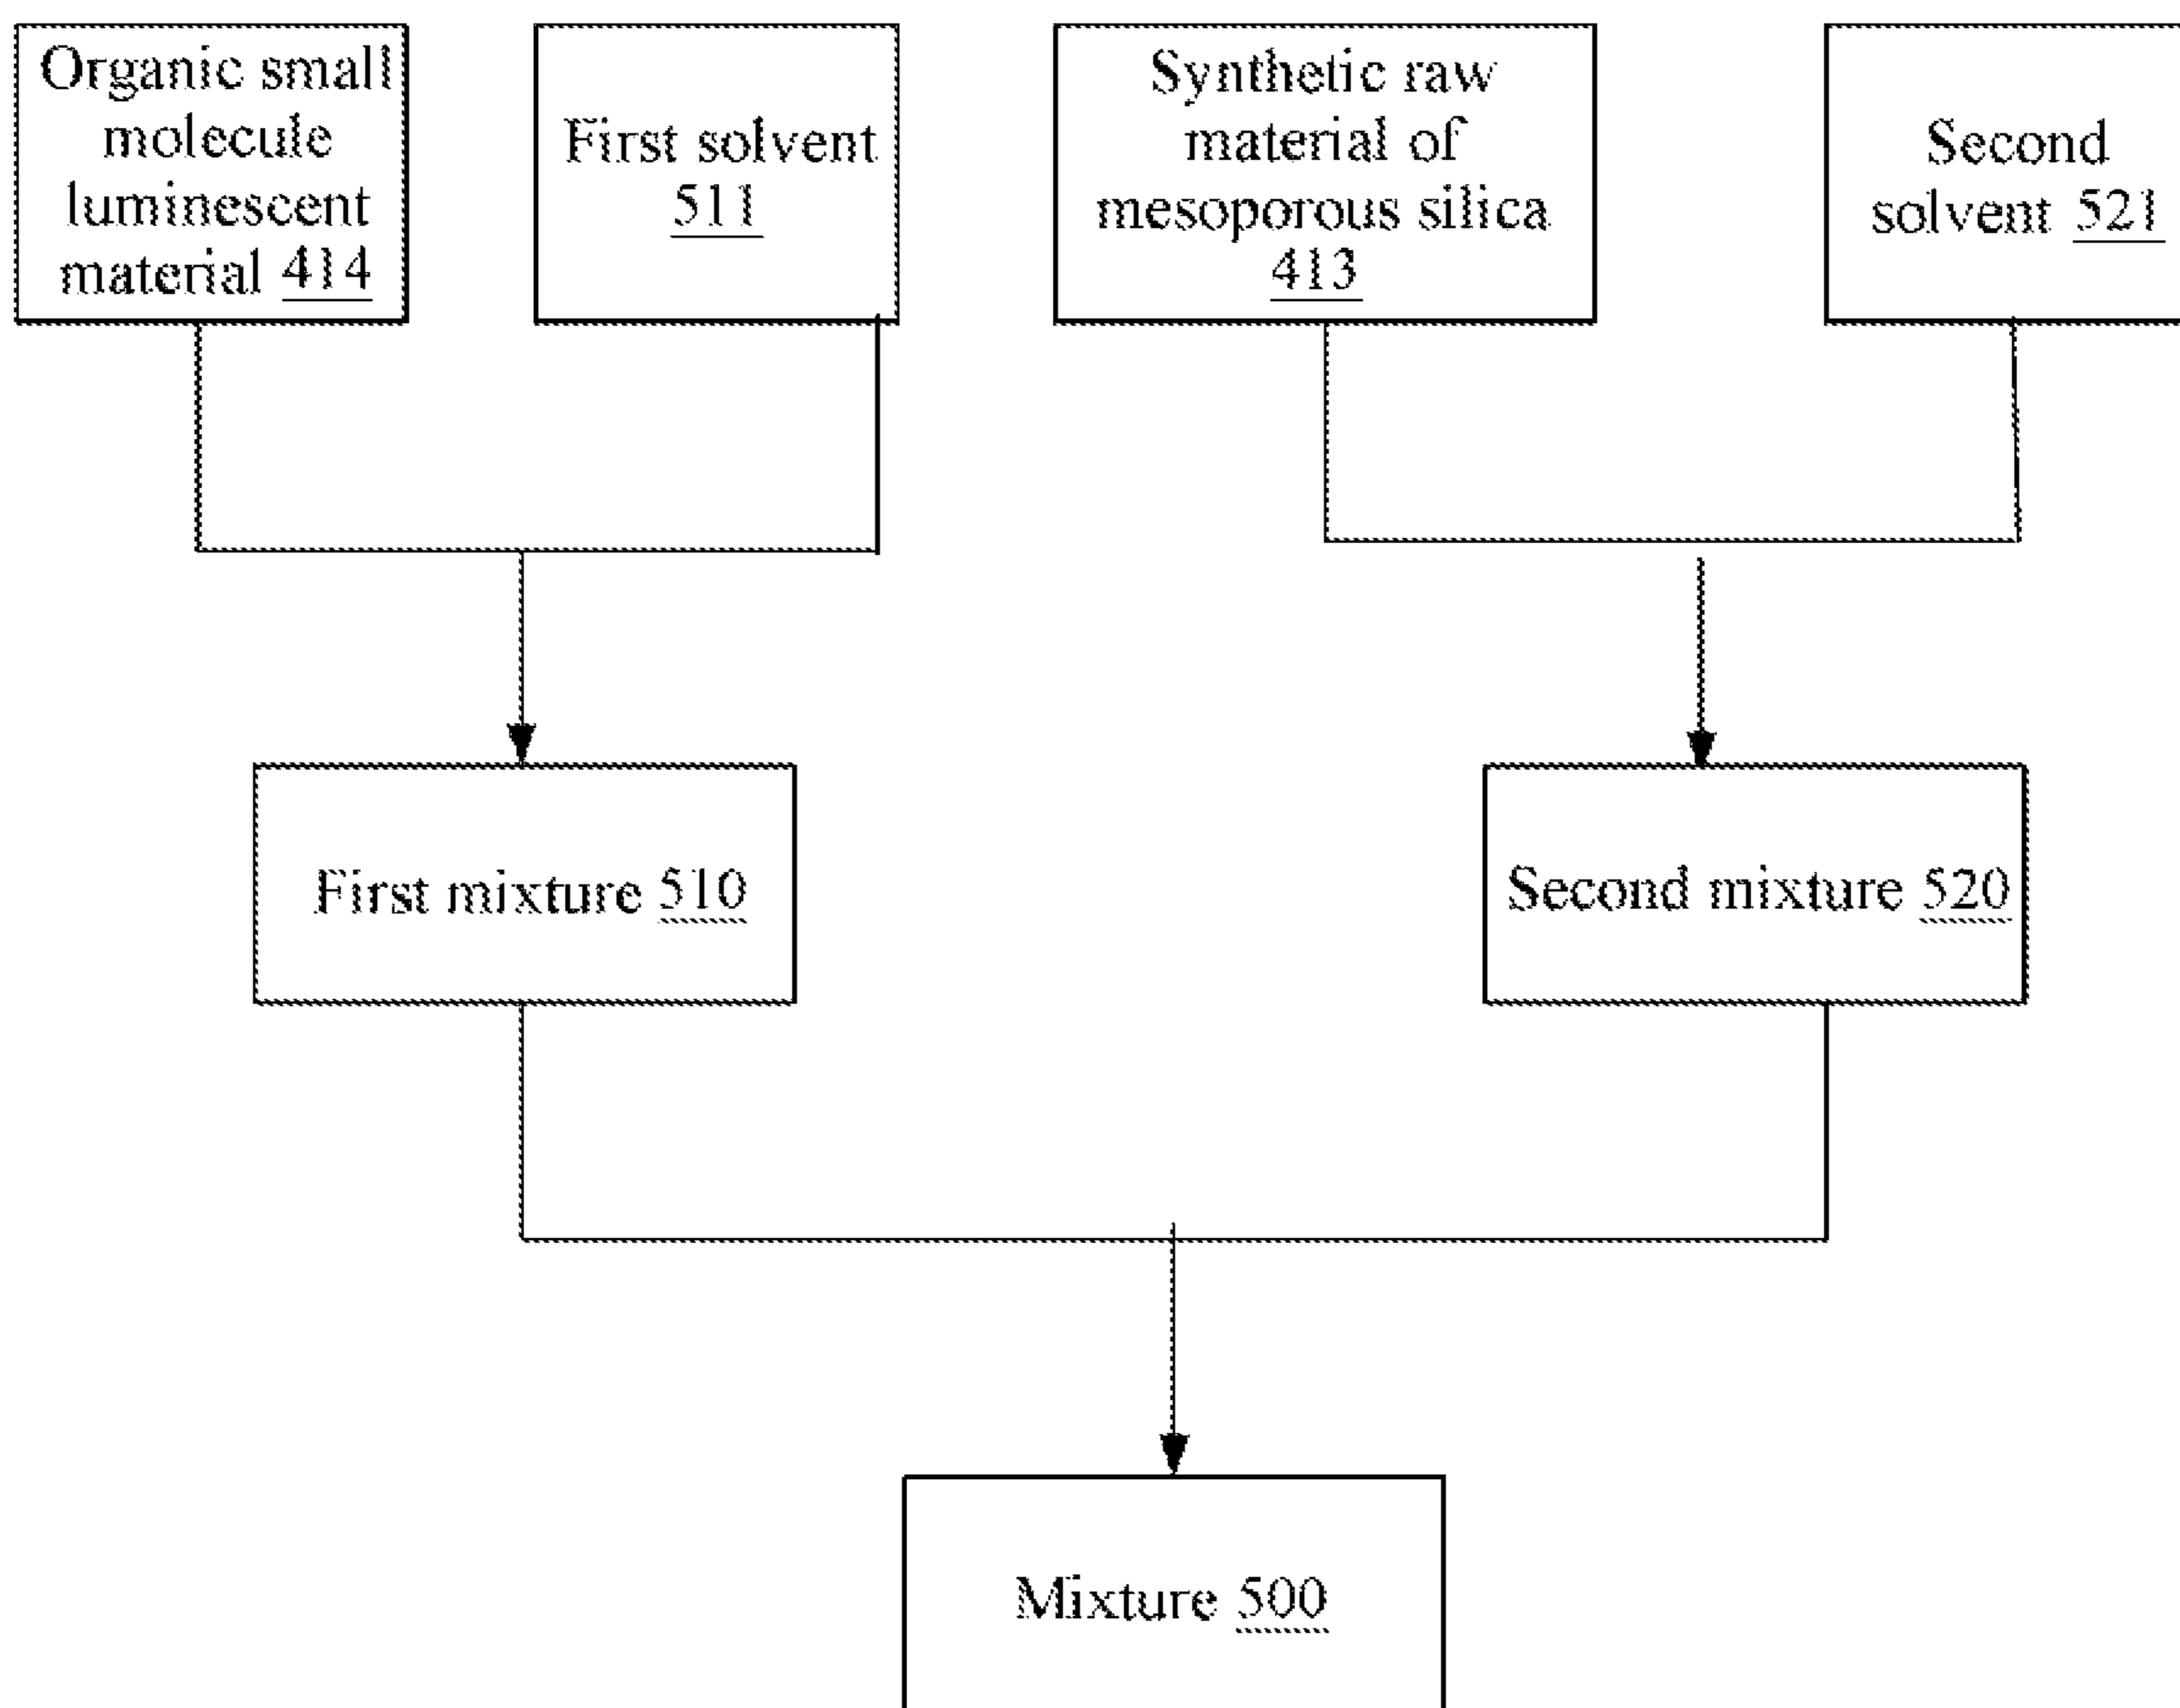 Organic small
molecule
luminescent
material 414
First solvent
511
Synthetic raw
material of
mesoporous silica
413
Second
solvent 521
First mixture 510
Second mixture 520
Mixture 500